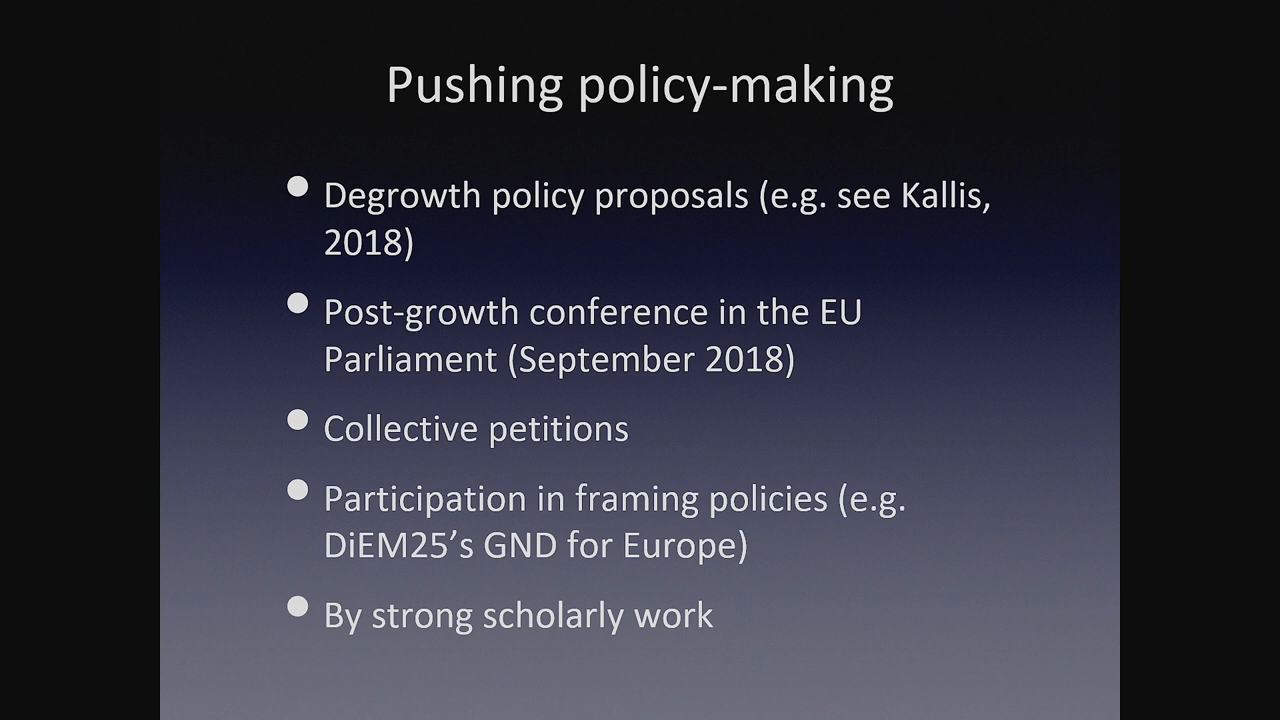 Pushing policy-making
• Degrowth policy proposals (e.g. see Kallis,
2018)
• Post-growth conference in the EU
Parliament (September 2018)
• Collective petitions
• Participation in framing policies (e.g.
DiEM25’s GND for Europe)
• By strong scholarly work